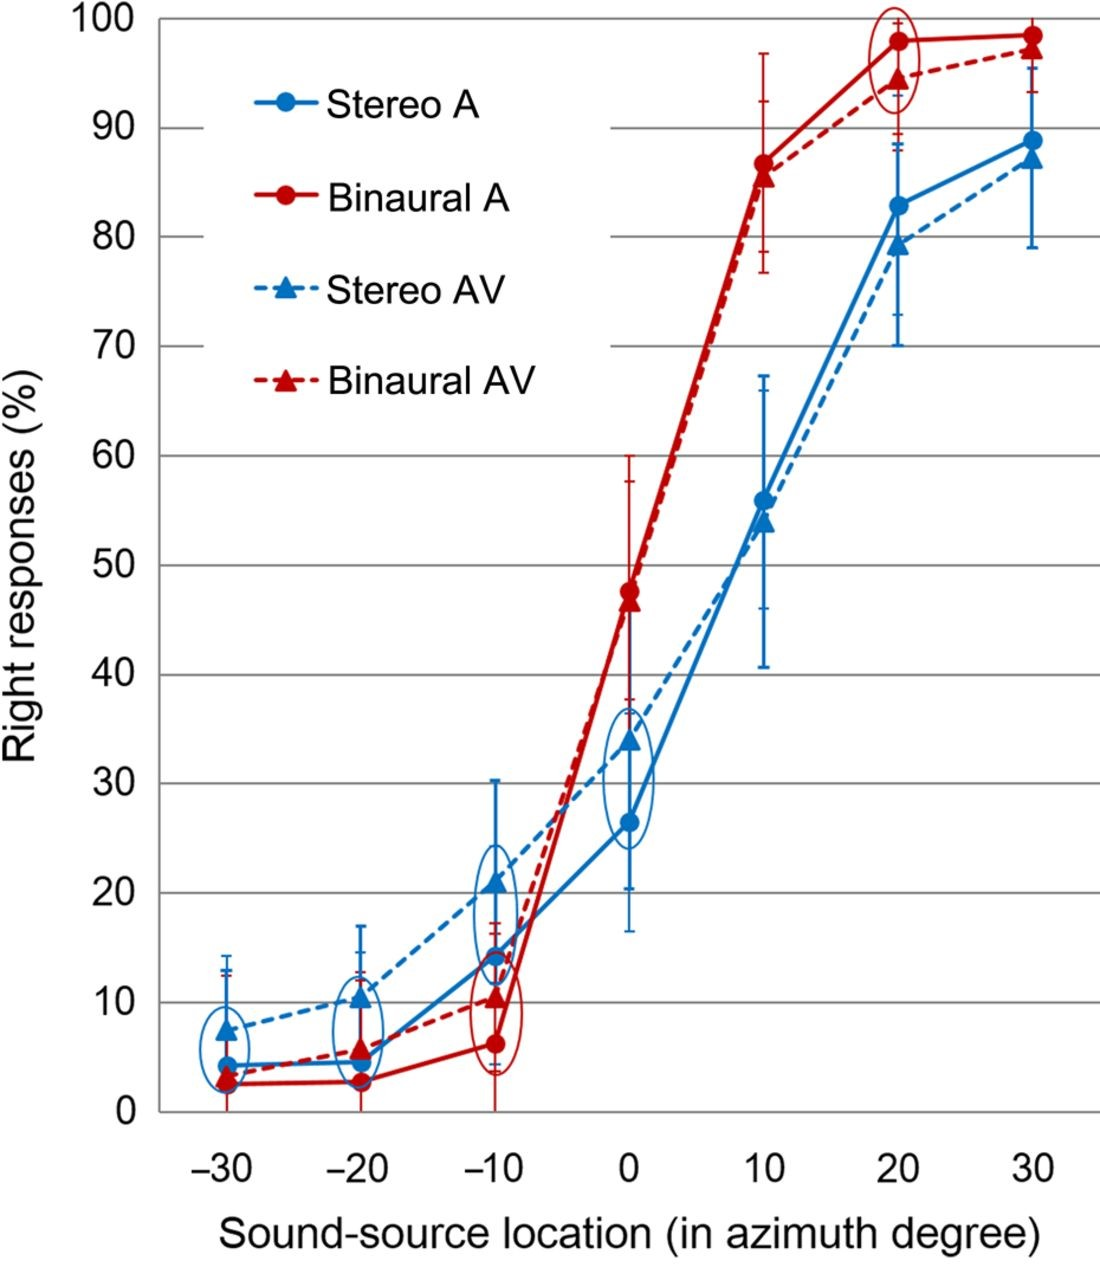 100
90
80
70
60
50
40
30
20
10
0
Right responses (%)
Stereo A
Binaural A
Stereo AV
Binaural AV
–30 –20 –10 0 10 20 30
Sound-source location (in azimuth degree)